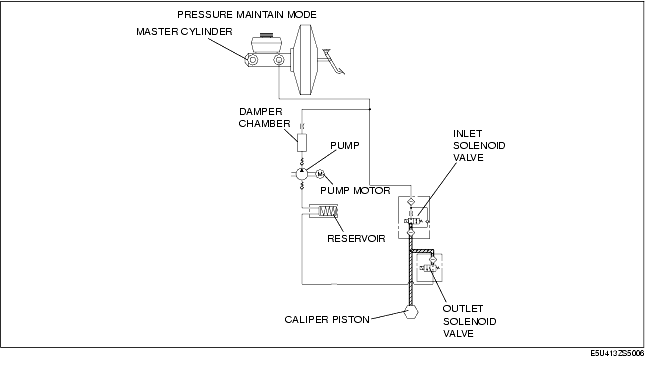 PRESSURE MAINTAIN MODE
MASTER CYLINDER
DAMPER
CHAMBER
PUMP
INLET
SOLENOID
VALVE
M
PUMP MOTOR
RESERVOIR
CALIPER PISTON
OUTLET
SOLENOID
VALVE
E5U413ZS5006